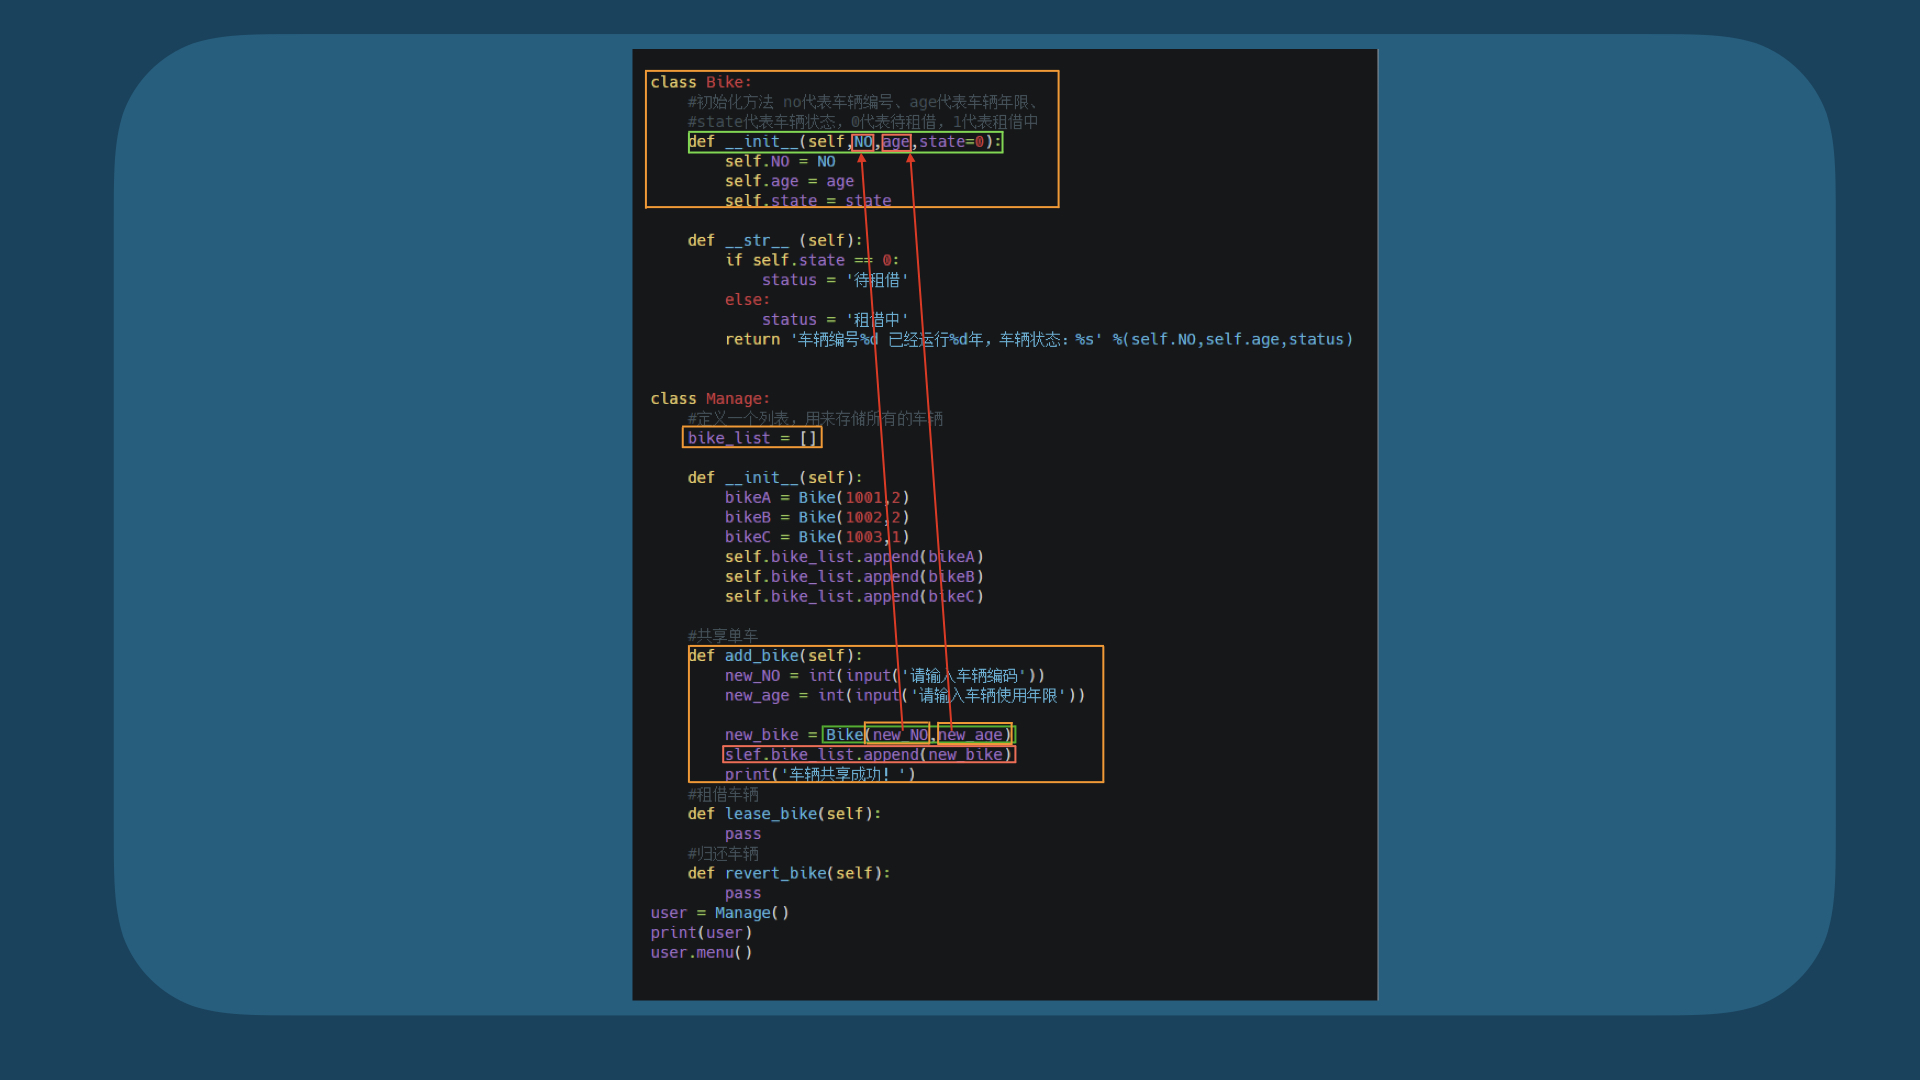 class Bike:
#初始化方法 no代表车辆编号、age代表车辆年限、
#state代表车辆状态，0代表待租借，1代表租借中
def __init__(self,NO,age,state=0):
self.NO = NO
self.age = age
self.state = state
def __str__ (self):
if self.state == 0:
status = '待租借'
else:
status = '租借中'
return '车辆编号%d 已经运行%d年，车辆状态：%s' %(self.NO,self.age,status)
class Manage:
#定义一个列表，用来存储所有的车辆
bike_list = []
def __init__(self):
bikeA = Bike(1001,2)
bikeB = Bike(1002,2)
bikeC = Bike(1003,1)
self.bike_list.append(bikeA)
self.bike_list.append(bikeB)
self.bike_list.append(bikeC)
#共享单车
def add_bike(self):
new_NO = int(input('请输入车辆编码'))
new_age = int(input('请输入车辆使用年限'))
new_bike = Bike(new_NO,new_age)
slef.bike_list.append(new_bike)
print('车辆共享成功！')
#租借车辆
def lease_bike(self):
pass
#归还车辆
def revert_bike(self):
pass
user = Manage()
print(user)
user.menu()